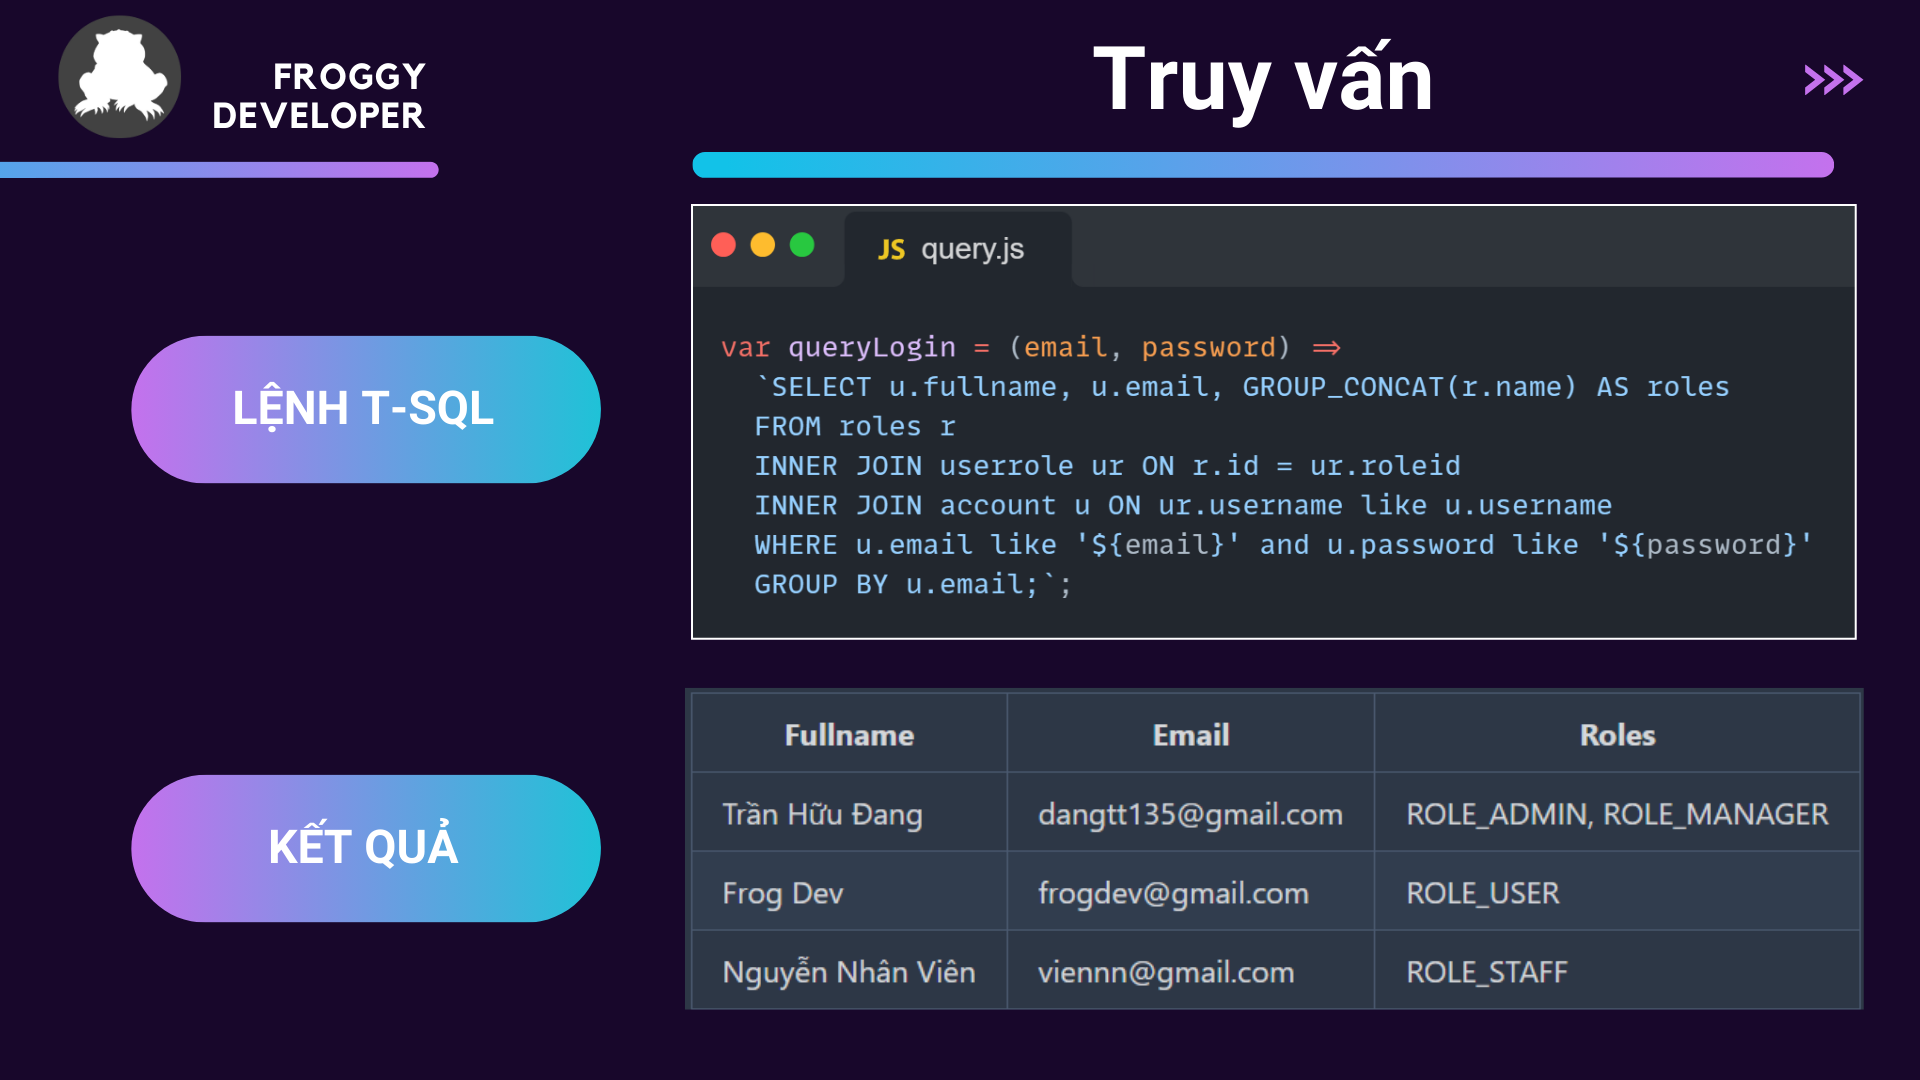 FROGGY
DEVELOPER
Truy vấn
LỆNH T-SQL
JS query.js
var queryLogin = (email, password) =>
`SELECT u.fullname, u.email, GROUP_CONCAT(r.name) AS roles
FROM roles r
INNER JOIN userrole ur ON r.id = ur.roleid
INNER JOIN account u ON ur.username like u.username
WHERE u.email like '${email}' and u.password like '${password}'
GROUP BY u.email;`;
KẾT QUẢ
Fullname Email Roles
Trần Hữu Đang dangtt135@gmail.com ROLE_ADMIN, ROLE_MANAGER
Frog Dev frogdev@gmail.com ROLE_USER
Nguyễn Nhân Viên viennn@gmail.com ROLE_STAFF